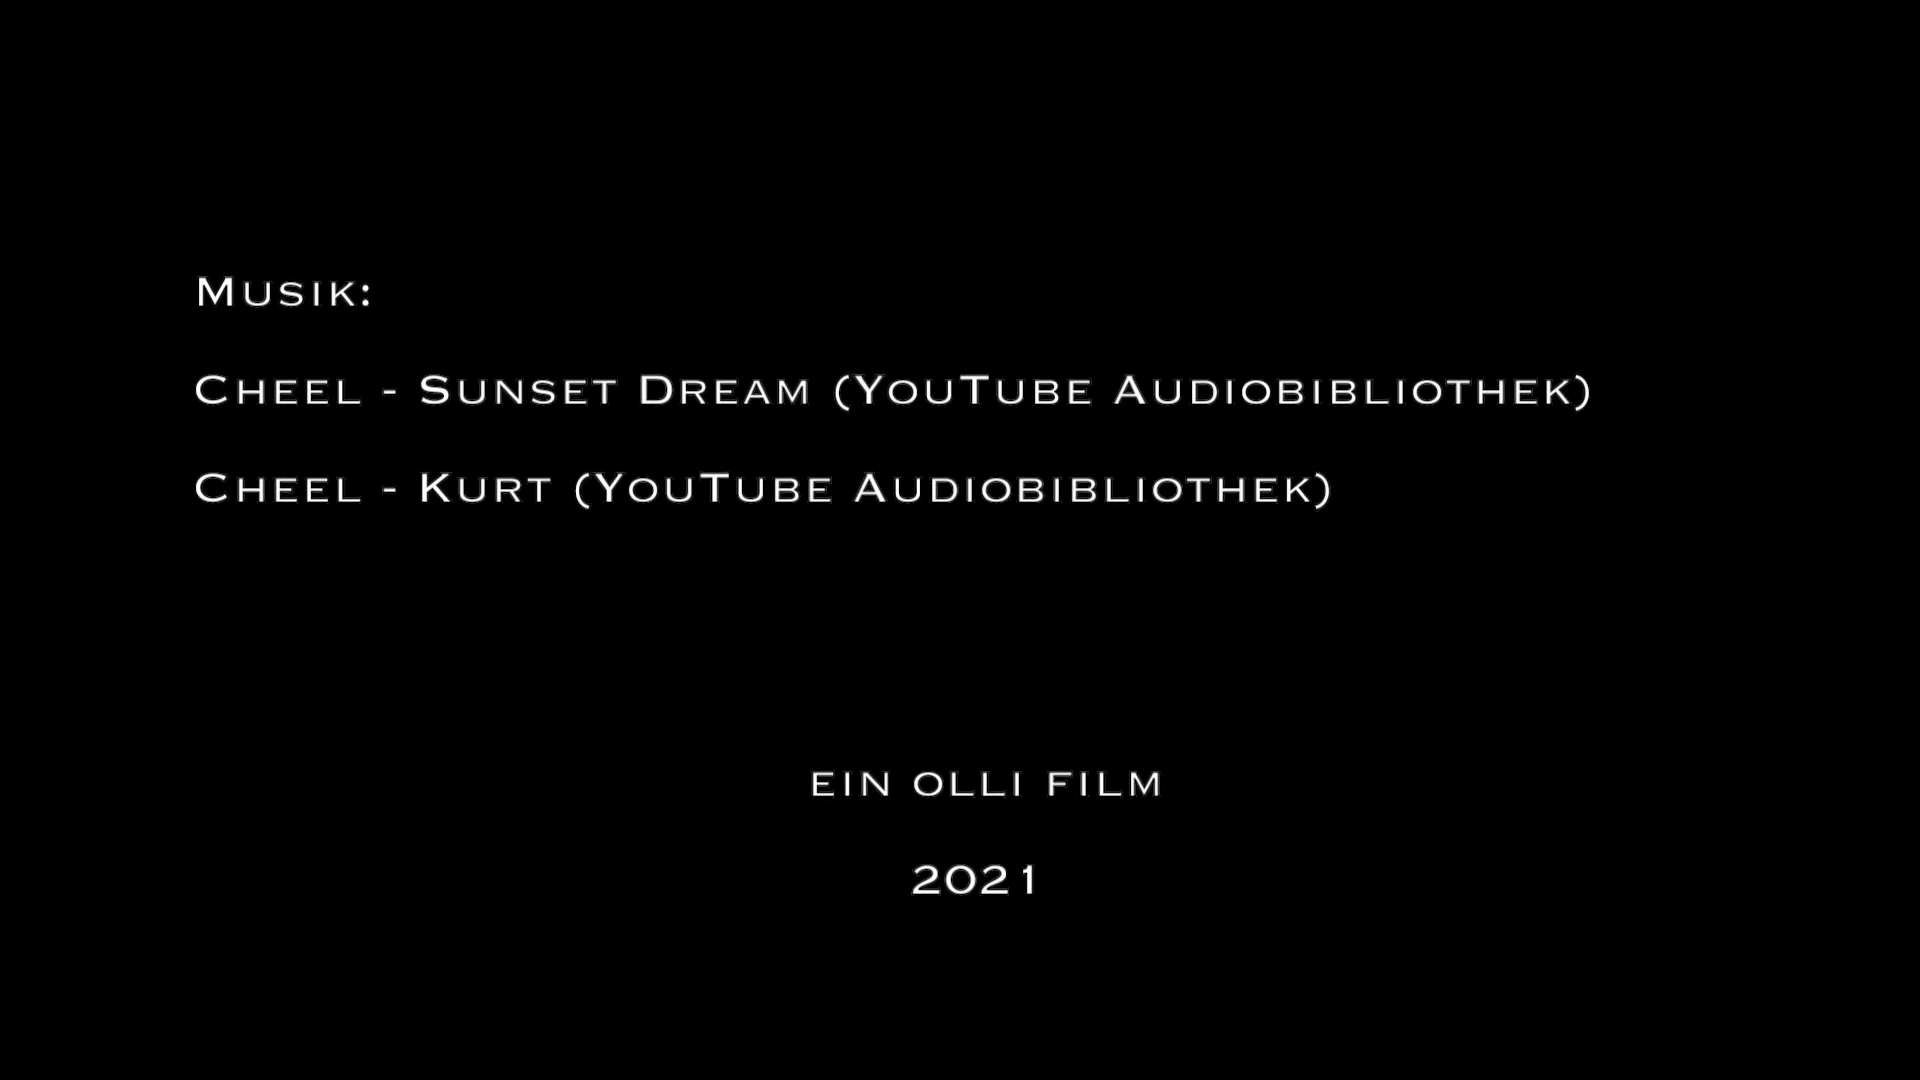 Musik:
Cheel - Sunset Dream (YouTube Audiobibliothek)
Cheel - Kurt (YouTube Audiobibliothek)
ein olli film
2021